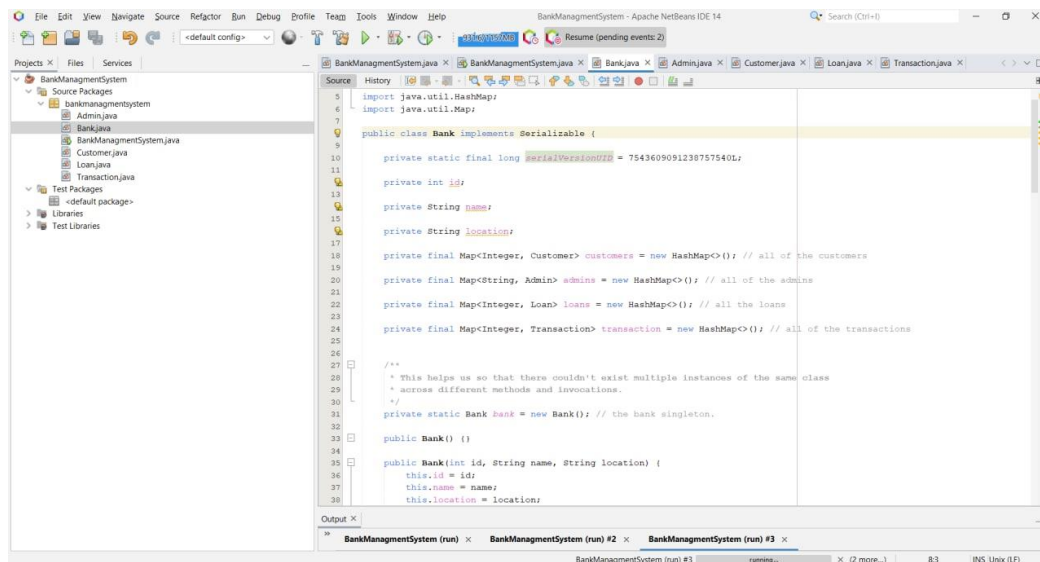 File Edit View Navigate Source Refactor Run Debug Profile Team Tools Window Help
BankManagmentSystem - Apache NetBeans IDE 14
Search (Ctrl+I)
<default config>
Resume (pending events: 2)
Projects × Files Services
BankManagmentSystem
Source Packages
bankmanagmentsystem
Admin.java
Bank.java
BankManagmentSystem.java
Customer.java
Loan.java
Transaction.java
Test Packages
<default package>
Libraries
Test Libraries
BankManagmentSystem.java × BankManagmentSystem.java × Bank.java × Admin.java × Customer.java × Loan.java × Transaction.java ×
Source History
5 import java.util.HashMap;
6 import java.util.Map;
7
public class Bank implements Serializable {
9
10 private static final long serialVersionUID = 7543609091238757540L;
11
private int id;
13
private String name;
15
private String location;
17
18 private final Map<Integer, Customer> customers = new HashMap<>(); // all of the customers
19
20 private final Map<String, Admin> admins = new HashMap<>(); // all of the admins
21
22 private final Map<Integer, Loan> loans = new HashMap<>(); // all the loans
23
24 private final Map<Integer, Transaction> transaction = new HashMap<>(); // all of the transactions
25
26
27 /**
28 * This helps us so that there couldn't exist multiple instances of the same class
29 * across different methods and invocations.
30 */
31 private static Bank bank = new Bank(); // the bank singleton.
32
33 public Bank() {}
34
35 public Bank(int id, String name, String location) {
36 this.id = id;
37 this.name = name;
38 this.location = location;
Output ×
BankManagmentSystem (run) × BankManagmentSystem (run) #2 × BankManagmentSystem (run) #3 ×
BankManagmentSystem (run) #3 running... × (2 more...) 8:3 INS Unix (LF)